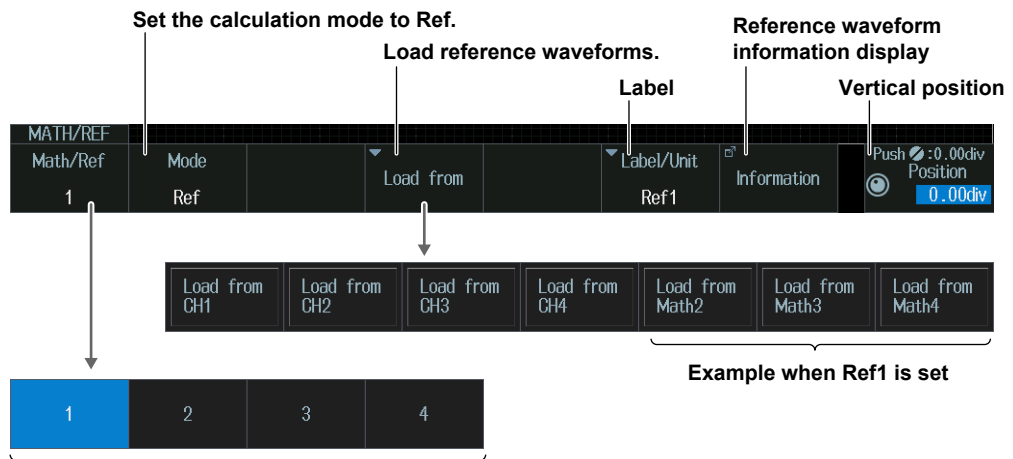 Set the calculation mode to Ref.
Load reference waveforms.
Reference waveform
information display
Label
Vertical position
MATH/REF
Math/Ref
1
Mode
Ref
Load from
Label/Unit
Ref1
Information
Push :0.00div
Position
0.00div
Load from
CH1
Load from
CH2
Load from
CH3
Load from
CH4
Load from
Math2
Load from
Math3
Load from
Math4
Example when Ref1 is set
1
2
3
4